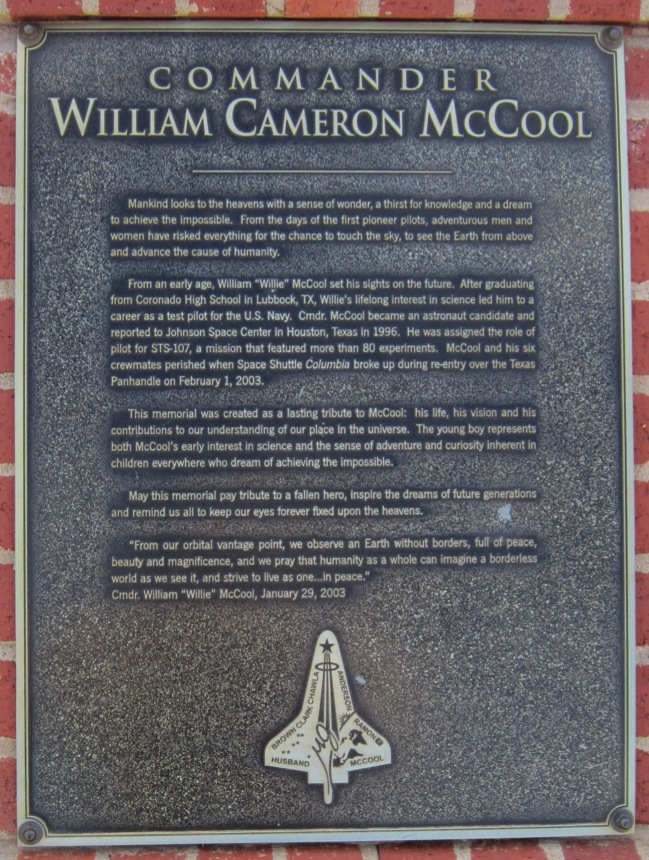 COMMANDER
WILLIAM CAMERON MCCOOL
Mankind looks to the heavens with a sense of wonder, a thirst for knowledge and a dream
to achieve the impossible. From the days of the first pioneer pilots, adventurous men and
women have risked everything for the chance to touch the sky, to see the Earth from above
and advance the cause of humanity.
From an early age, William "Willie" McCool set his sights on the future. After graduating
from Coronado High School in Lubbock, TX, Willie's lifelong interest in science led him to a
career as a test pilot for the U.S. Navy. Cmdr. McCool became an astronaut candidate and
reported to Johnson Space Center in Houston, Texas in 1996. He was assigned the role of
pilot for STS-107, a mission that featured more than 80 experiments. McCool and his six
crewmates perished when Space Shuttle Columbia broke up during re-entry over the Texas
Panhandle on February 1, 2003.
This memorial was created as a lasting tribute to McCool: his life, his vision and his
contributions to our understanding of our place in the universe. The young boy represents
both McCool's early interest in science and the sense of adventure and curiosity inherent in
children everywhere who dream of achieving the impossible.
May this memorial pay tribute to a fallen hero, inspire the dreams of future generations
and remind us all to keep our eyes forever fixed upon the heavens.
"From our orbital vantage point, we observe an Earth without borders, full of peace,
beauty and magnificence, and we pray that humanity as a whole can imagine a borderless
world as we see it, and strive to live as one...in peace."
Cmdr. William "Willie" McCool, January 29, 2003
BROWN CLARK CHAWLA
ANDERSON RAMON
HUSBAND MCCOOL